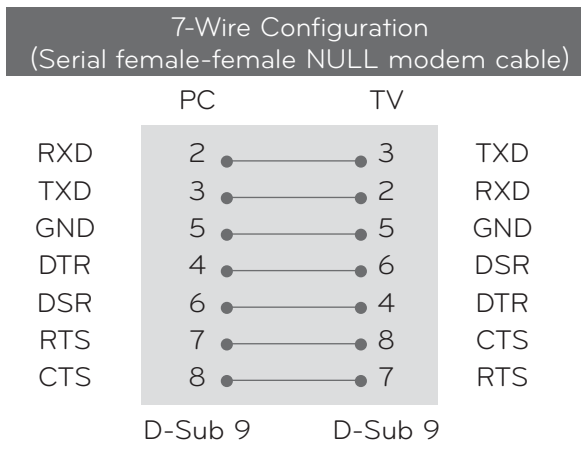 7-Wire Configuration
(Serial female-female NULL modem cable)
PC TV
RXD 2 3 TXD
TXD 3 2 RXD
GND 5 5 GND
DTR 4 6 DSR
DSR 6 4 DTR
RTS 7 8 CTS
CTS 8 7 RTS
D-Sub 9 D-Sub 9